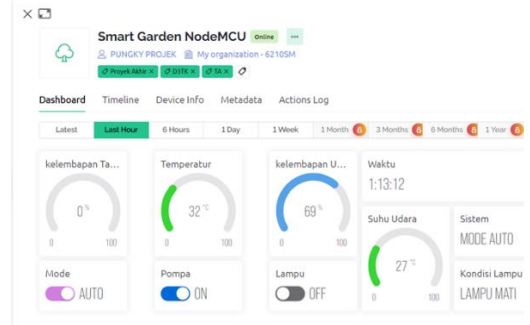 Smart Garden NodeMCU Online
PUNGKY PROJEK My organization - 6210SM
Proyek Akhir × D3TK × TA ×
Dashboard Timeline Device Info Metadata Actions Log
Latest Last Hour 6 Hours 1 Day 1 Week 1 Month 3 Months 6 Months 1 Year
kelembapan Ta... Temperatur kelembapan U... Waktu
1:13:12
0 % 32 °C 69 %
0 100 0 100 0 100
Suhu Udara Sistem
MODE AUTO
27 °C
0 100
Mode Pompa Lampu Kondisi Lampu
AUTO ON OFF LAMPU MATI